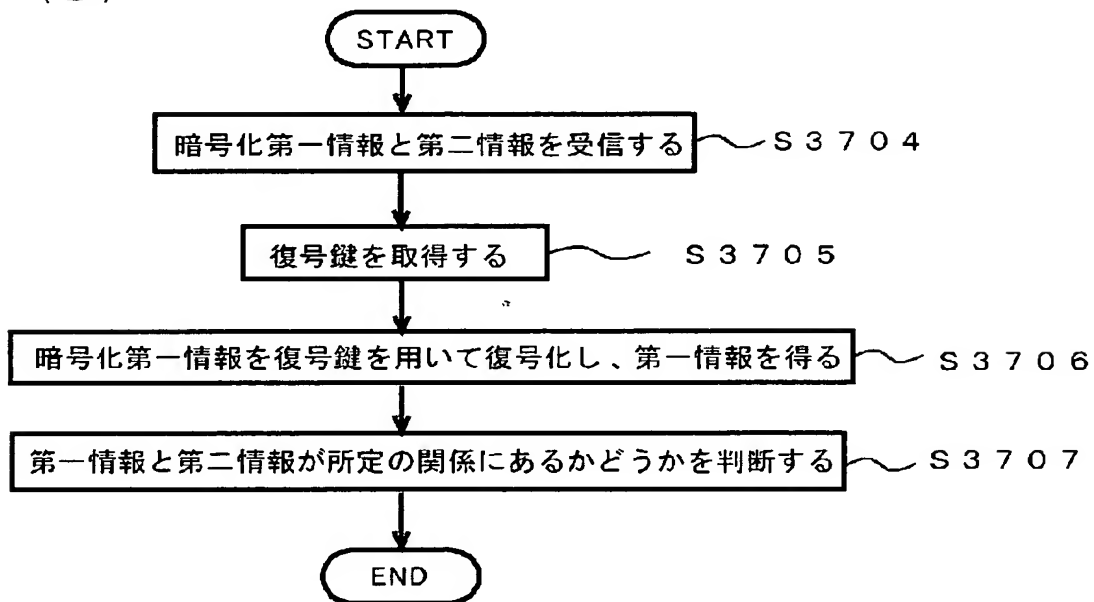 START
暗号化第一情報と第二情報を受信する S3704
復号鍵を取得する S3705
暗号化第一情報を復号鍵を用いて復号化し、第一情報を得る S3706
第一情報と第二情報が所定の関係にあるかどうかを判断する S3707
END